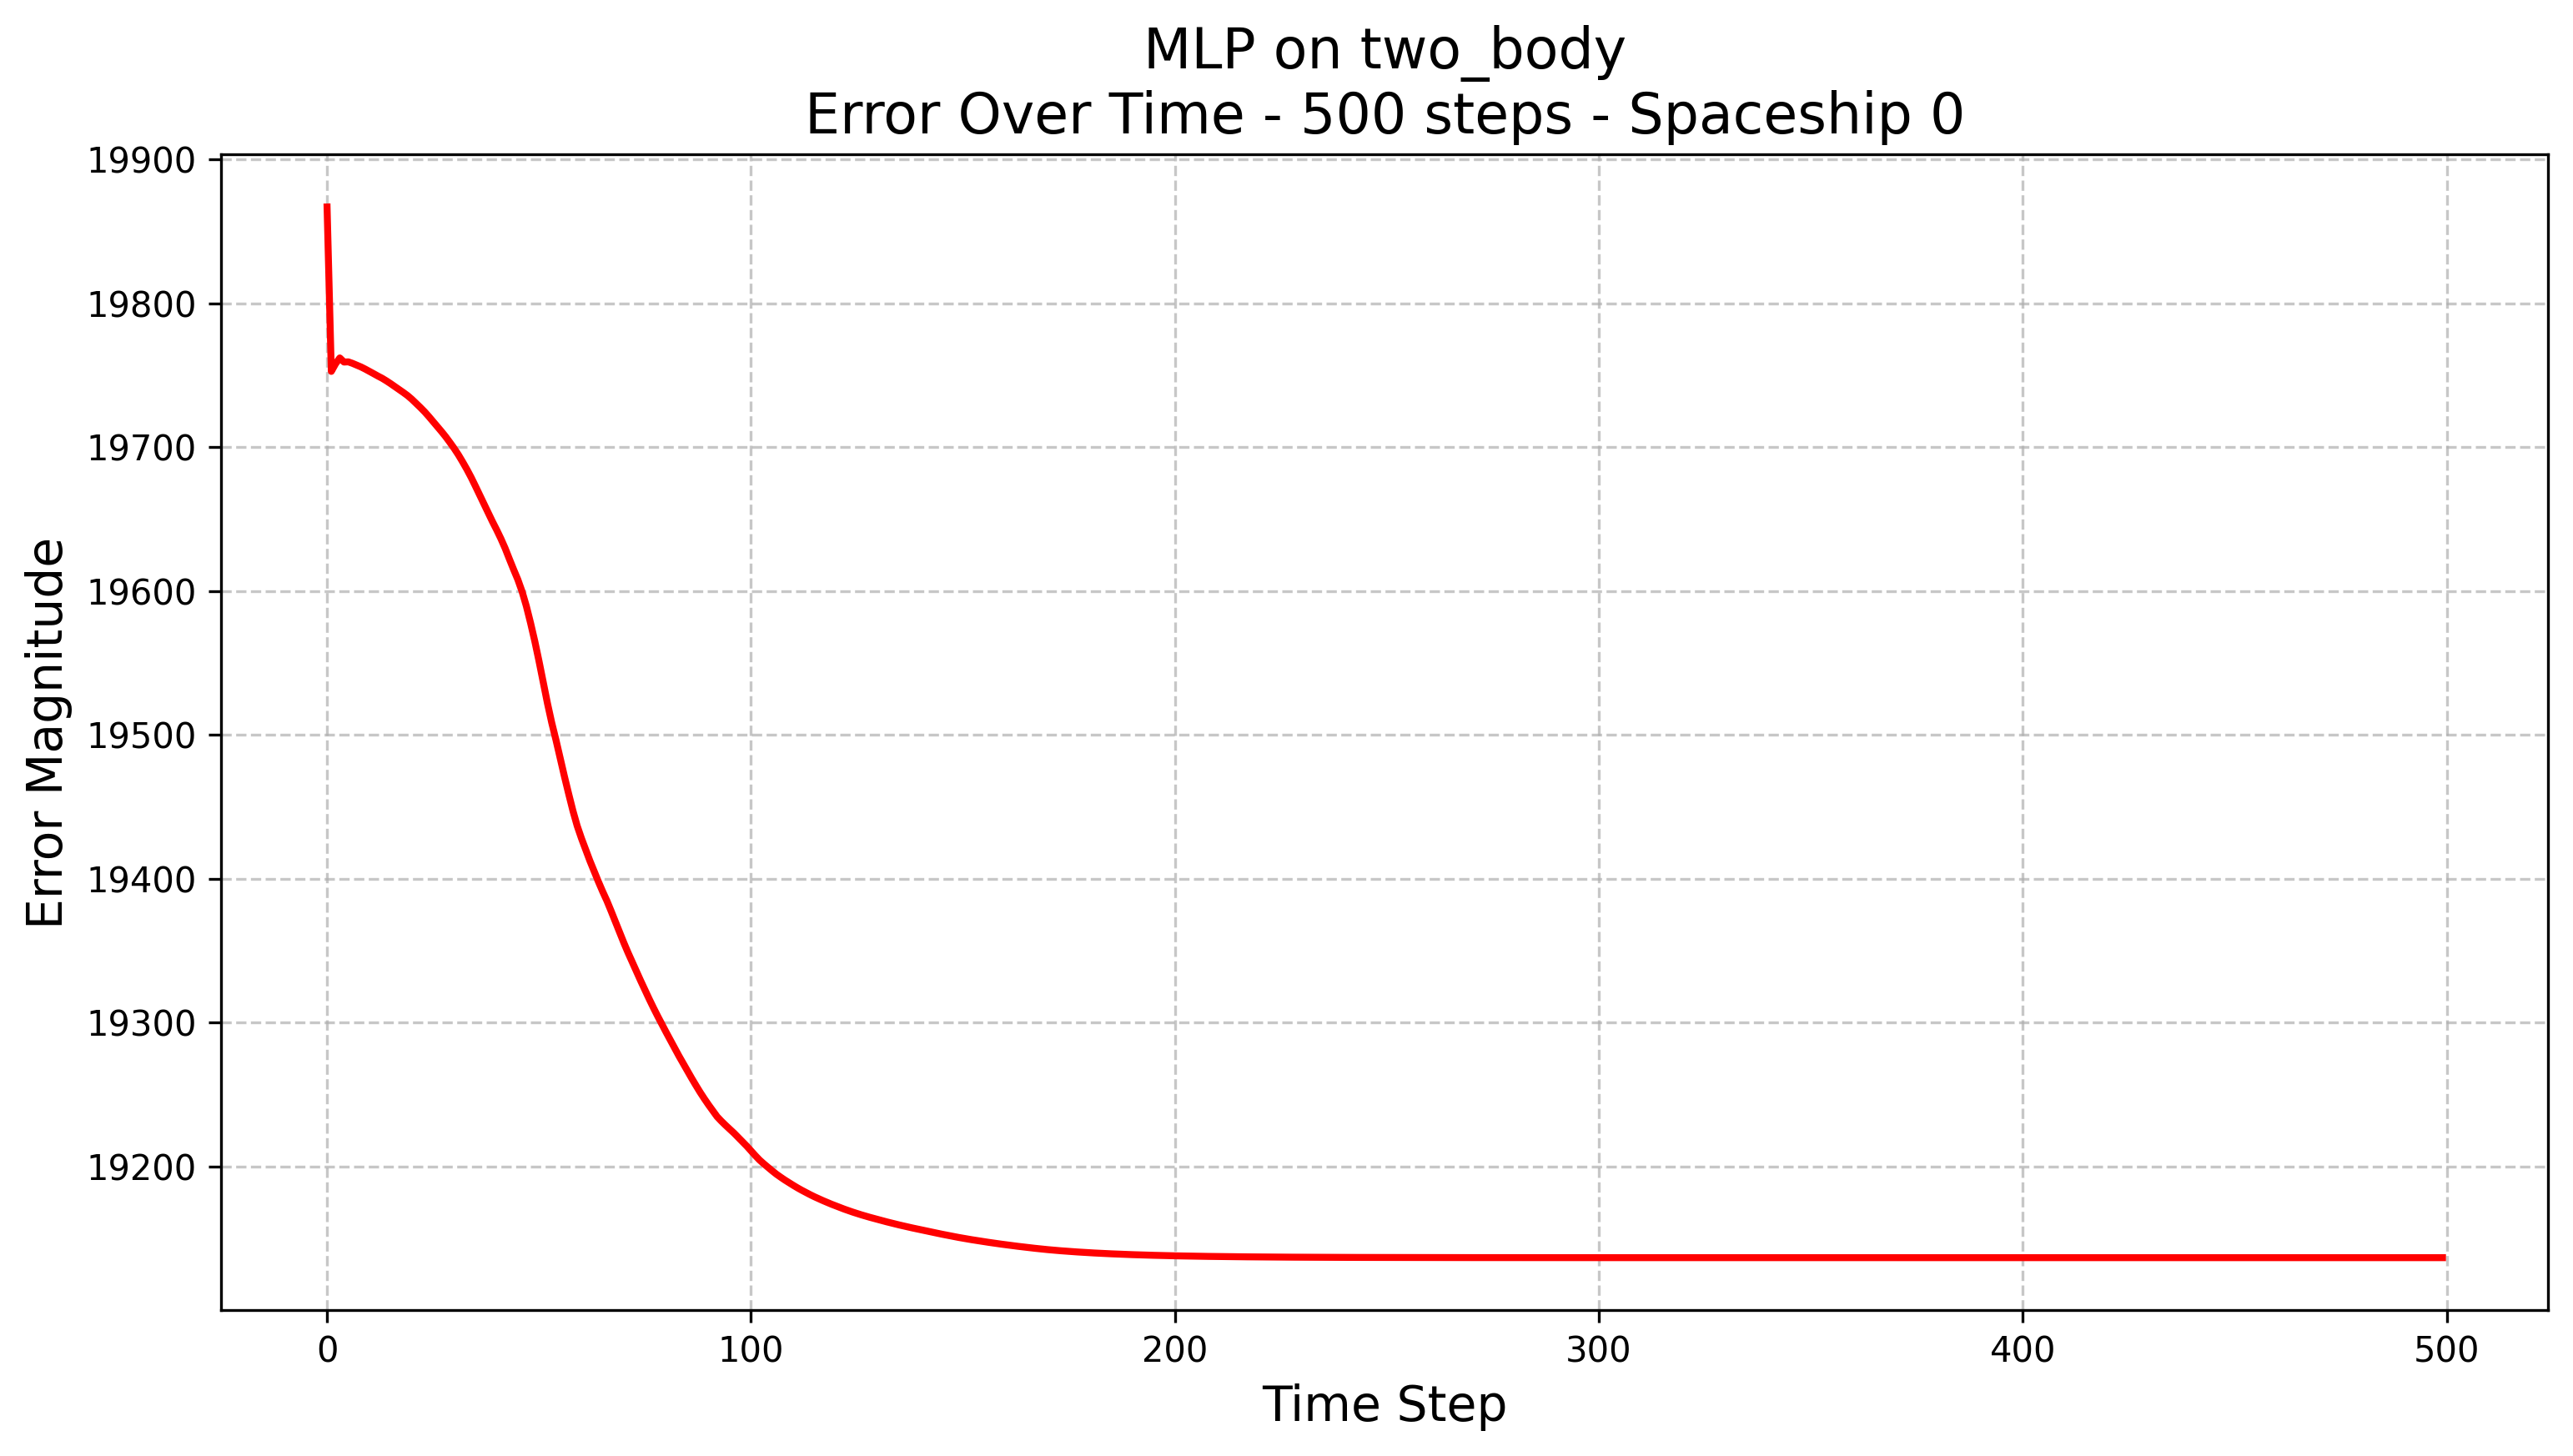 MLP on two_body
Error Over Time - 500 steps - Spaceship 0
19900
19800
19700
19600
19500
19400
19300
19200
Error Magnitude
0 100 200 300 400 500
Time Step